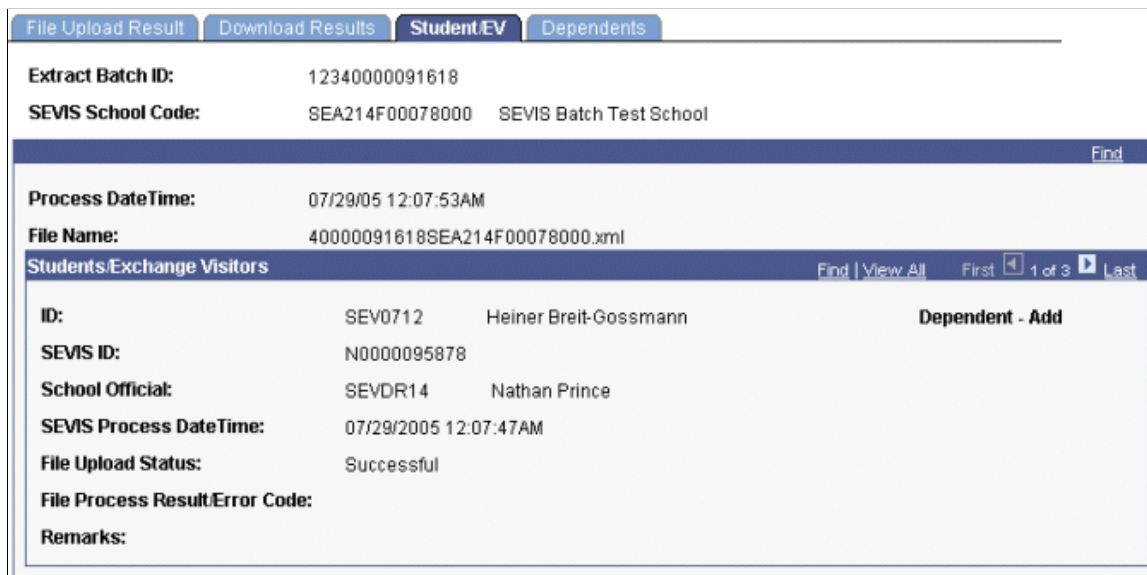 File Upload Result Download Results Student/EV Dependents
Extract Batch ID: 12340000091618
SEVIS School Code: SEA214F00078000 SEVIS Batch Test School
Find
Process DateTime: 07/29/05 12:07:53AM
File Name: 40000091618SEA214F00078000.xml
Students/Exchange Visitors Find | View All First 1 of 3 Last
ID: SEV0712 Heiner Breit-Gossmann Dependent - Add
SEVIS ID: N0000095878
School Official: SEVDR14 Nathan Prince
SEVIS Process DateTime: 07/29/2005 12:07:47AM
File Upload Status: Successful
File Process Result/Error Code:
Remarks: